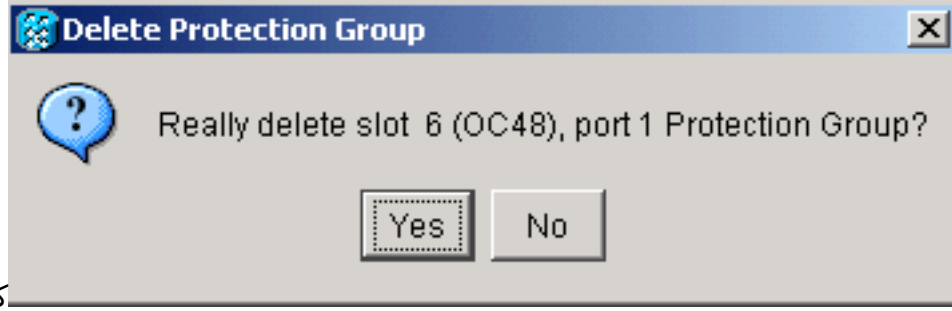 Delete Protection Group
Really delete slot 6 (OC48), port 1 Protection Group?
Yes No